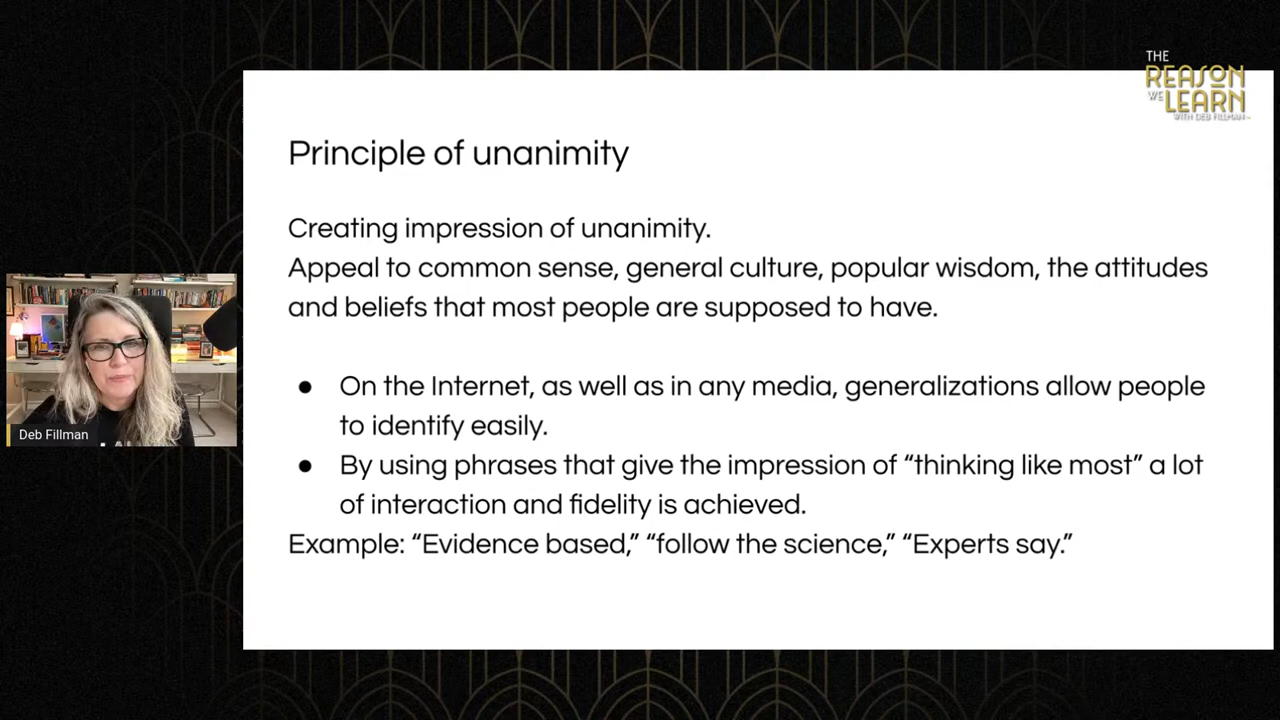 THE
REASON
WE LEARN
WITH DEB FILLMAN
Principle of unanimity
Creating impression of unanimity.
Appeal to common sense, general culture, popular wisdom, the attitudes
and beliefs that most people are supposed to have.
● On the Internet, as well as in any media, generalizations allow people
to identify easily.
● By using phrases that give the impression of “thinking like most” a lot
of interaction and fidelity is achieved.
Example: “Evidence based,” “follow the science,” “Experts say.”
Deb Fillman